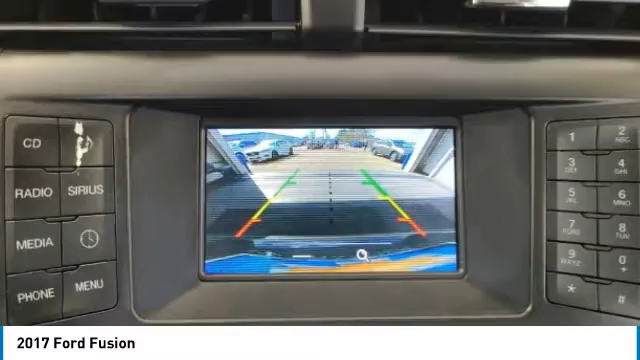 CD
RADIO SIRIUS
MEDIA
PHONE MENU
1 2 ABC
3 DEF 4 GHI
5 JKL 6 MNO
7 PQRS 8 TUV
9 WXYZ 0 +
* #
2017 Ford Fusion